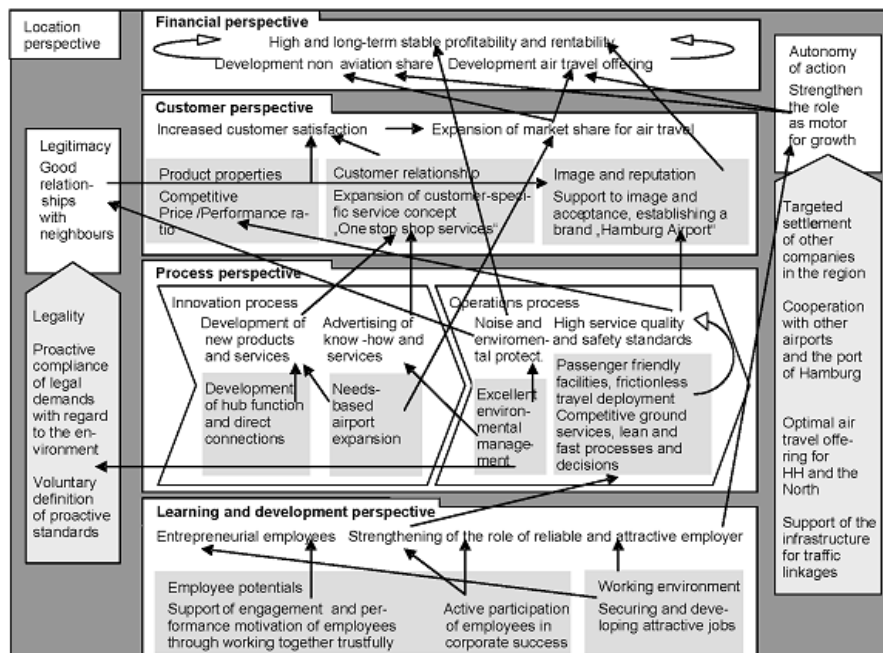 Location
perspective
Legitimacy
Good
relation-
ships
with
neighbours
Legality
Proactive
compliance
of legal
demands
with regard
to the en-
vironment
Voluntary
definition
of proactive
standards
Financial perspective
High and long-term stable profitability and rentability
Development non aviation share
Development air travel offering
Customer perspective
Increased customer satisfaction
Expansion of market share for air travel
Product properties
Competitive
Price /Performance ra-
tio
Customer relationship
Expansion of customer-speci-
fic service concept
„One stop shop services“
Image and reputation
Support to image and
acceptance, establishing a
brand „Hamburg Airport“
Process perspective
Innovation process
Development of
new products
and services
Advertising of
know -how and
services
Development
of hub function
and direct
connections
Needs-
based
airport
expansion
Operations process
Noise and
enviromen-
tal protect.
High service quality
and safety standards
Excellent
environ-
mental
manage-
ment
Passenger friendly
facilities, frictionless
travel deployment
Competitive ground
services, lean and
fast processes and
decisions
Learning and development perspective
Entrepreneurial employees
Strengthening of the role of reliable and attractive employer
Employee potentials
Support of engagement and per-
formance motivation of employees
through working together trustfully
Active participation
of employees in
corporate success
Working environment
Securing and deve-
loping attractive jobs
Autonomy
of action
Strengthen
the role
as motor
for growth
Targeted
settlement
of other
companies
in the region
Cooperation
with other
airports
and the port
of Hamburg
Optimal air
travel offe-
ring for
HH and the
North
Support of the
infrastructure
for traffic
linkages